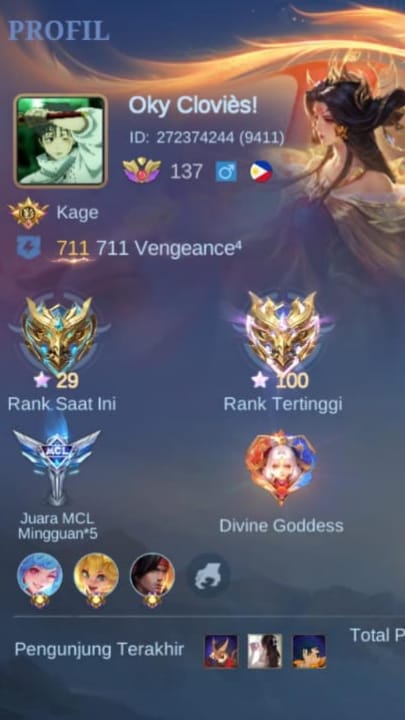 PROFIL
Oky Cloviès!
ID: 272374244 (9411)
137
Kage
711 711 Vengeance⁴
29
100
Rank Saat Ini
Rank Tertinggi
MCL
Juara MCL
Mingguan*5
Divine Goddess
Pengunjung Terakhir
Total P